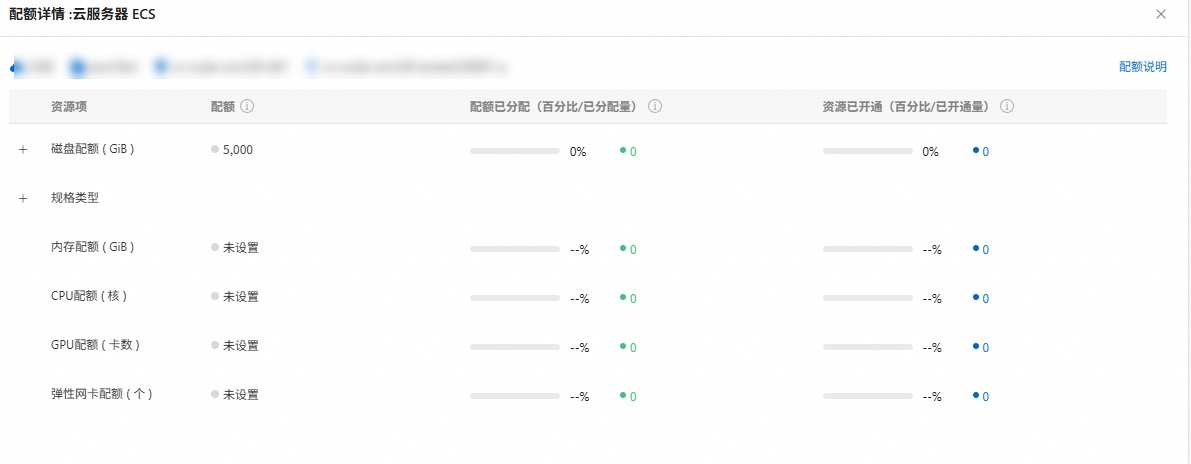 配额详情 :云服务器 ECS
配额说明
资源项 配额 配额已分配（百分比/已分配量） 资源已开通（百分比/已开通量）
+ 磁盘配额 ( GiB ) 5,000 0% 0 0% 0
+ 规格类型
内存配额 ( GiB ) 未设置 --% 0 --% 0
CPU配额 ( 核 ) 未设置 --% 0 --% 0
GPU配额 ( 卡数 ) 未设置 --% 0 --% 0
弹性网卡配额 ( 个 ) 未设置 --% 0 --% 0